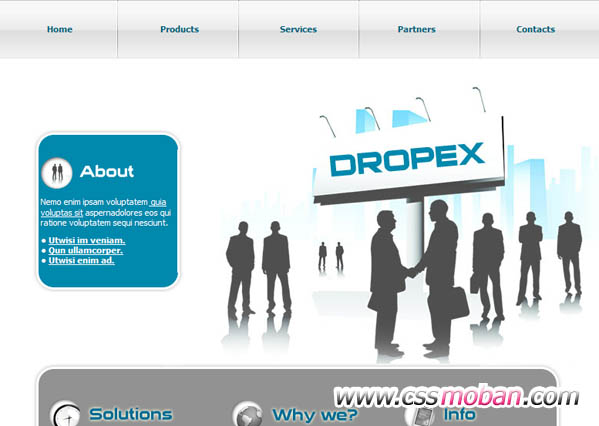 Home Products Services Partners Contacts
DROPEX
About
Nemo enim ipsam voluptatem quia
voluptas sit aspernadolores eos qui
ratione voluptatem sequi nesciunt.
Utwisi im veniam.
Qun ullamcorper.
Utwisi enim ad.
Solutions Why we? Info
www.cssmoban.com